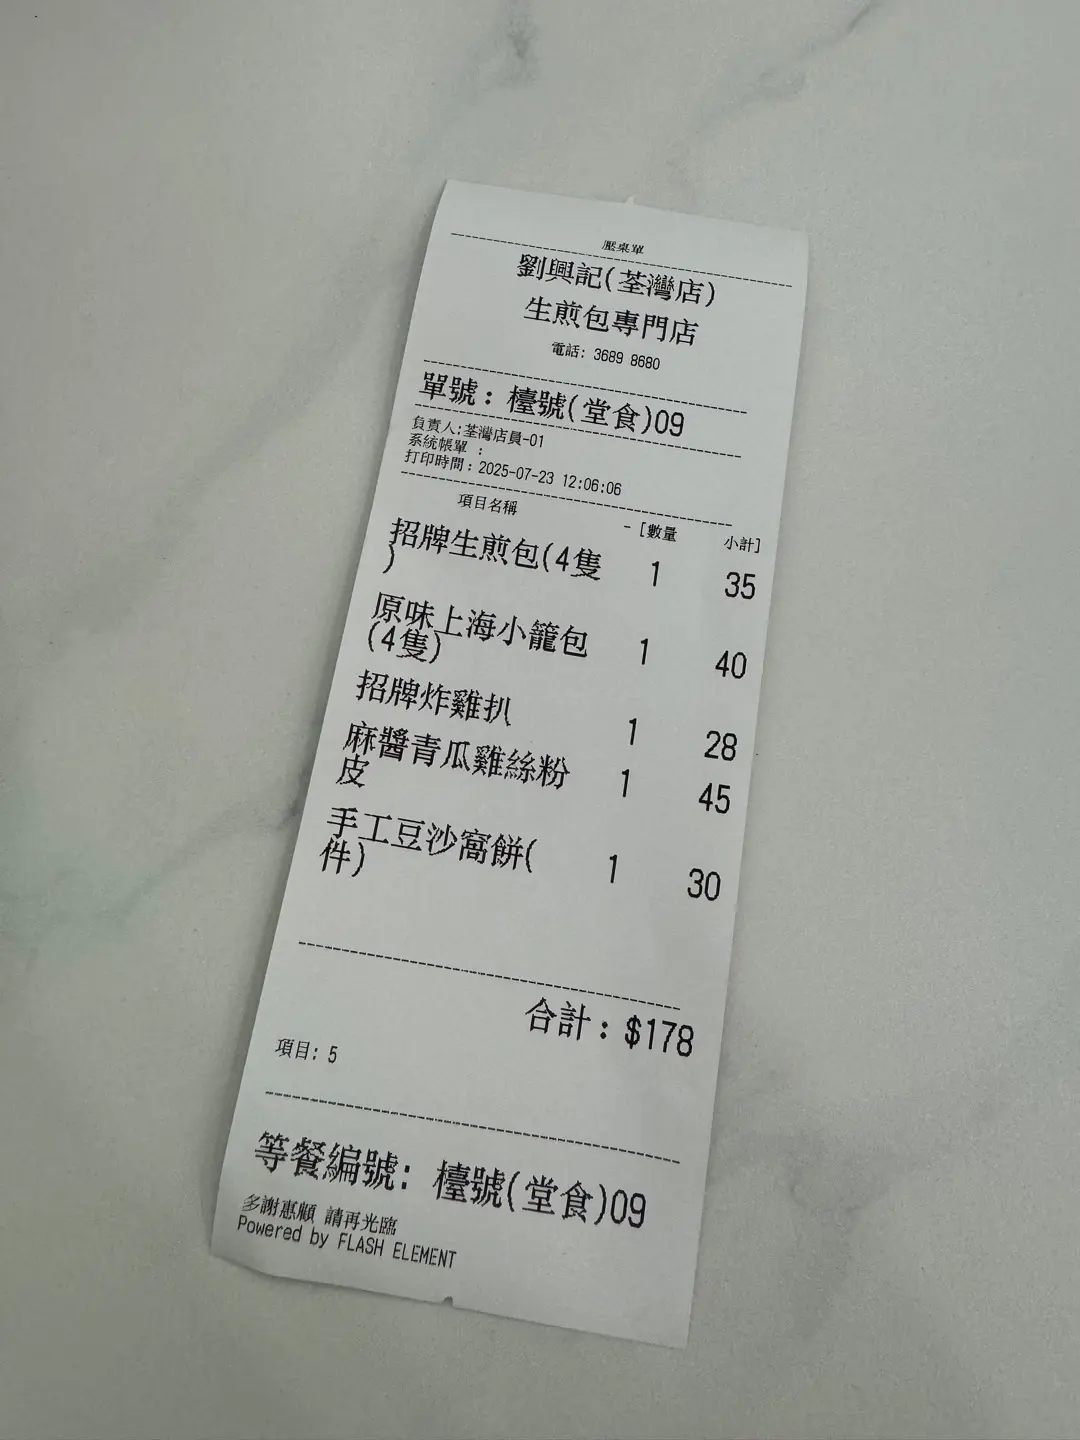 壓桌單
劉興記(荃灣店)
生煎包專門店
電話: 3689 8680
單號: 檯號(堂食)09
負責人:荃灣店員-01
系統帳單 :
打印時間: 2025-07-23 12:06:06
項目名稱 - [數量 小計]
招牌生煎包(4隻 1 35
)
原味上海小籠包 1 40
(4隻)
招牌炸雞扒 1 28
麻醬青瓜雞絲粉 1 45
皮
手工豆沙窩餅( 1 30
件)
合計: $178
項目: 5
等餐編號: 檯號(堂食)09
多謝惠顧 請再光臨
Powered by FLASH ELEMENT